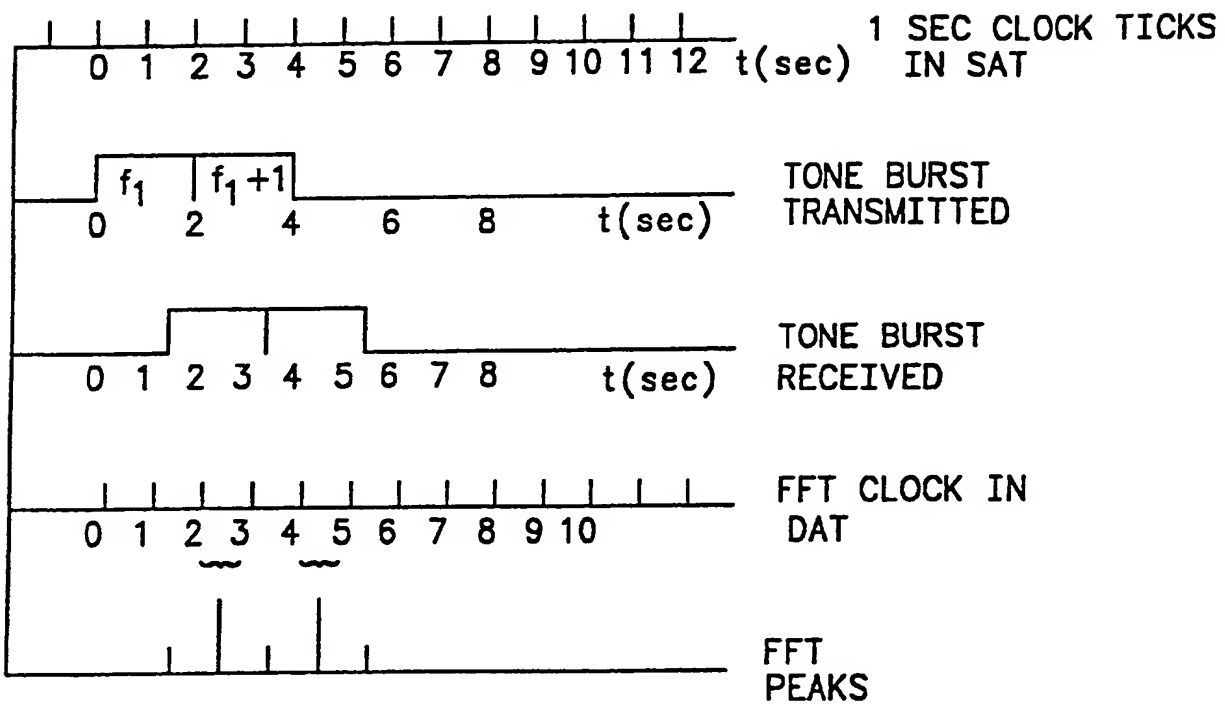 1 SEC CLOCK TICKS
0 1 2 3 4 5 6 7 8 9 10 11 12 t(sec) IN SAT
f1 f1+1 TONE BURST
0 2 4 6 8 t(sec) TRANSMITTED
TONE BURST
0 1 2 3 4 5 6 7 8 t(sec) RECEIVED
FFT CLOCK IN
0 1 2 3 4 5 6 7 8 9 10 DAT
FFT
PEAKS